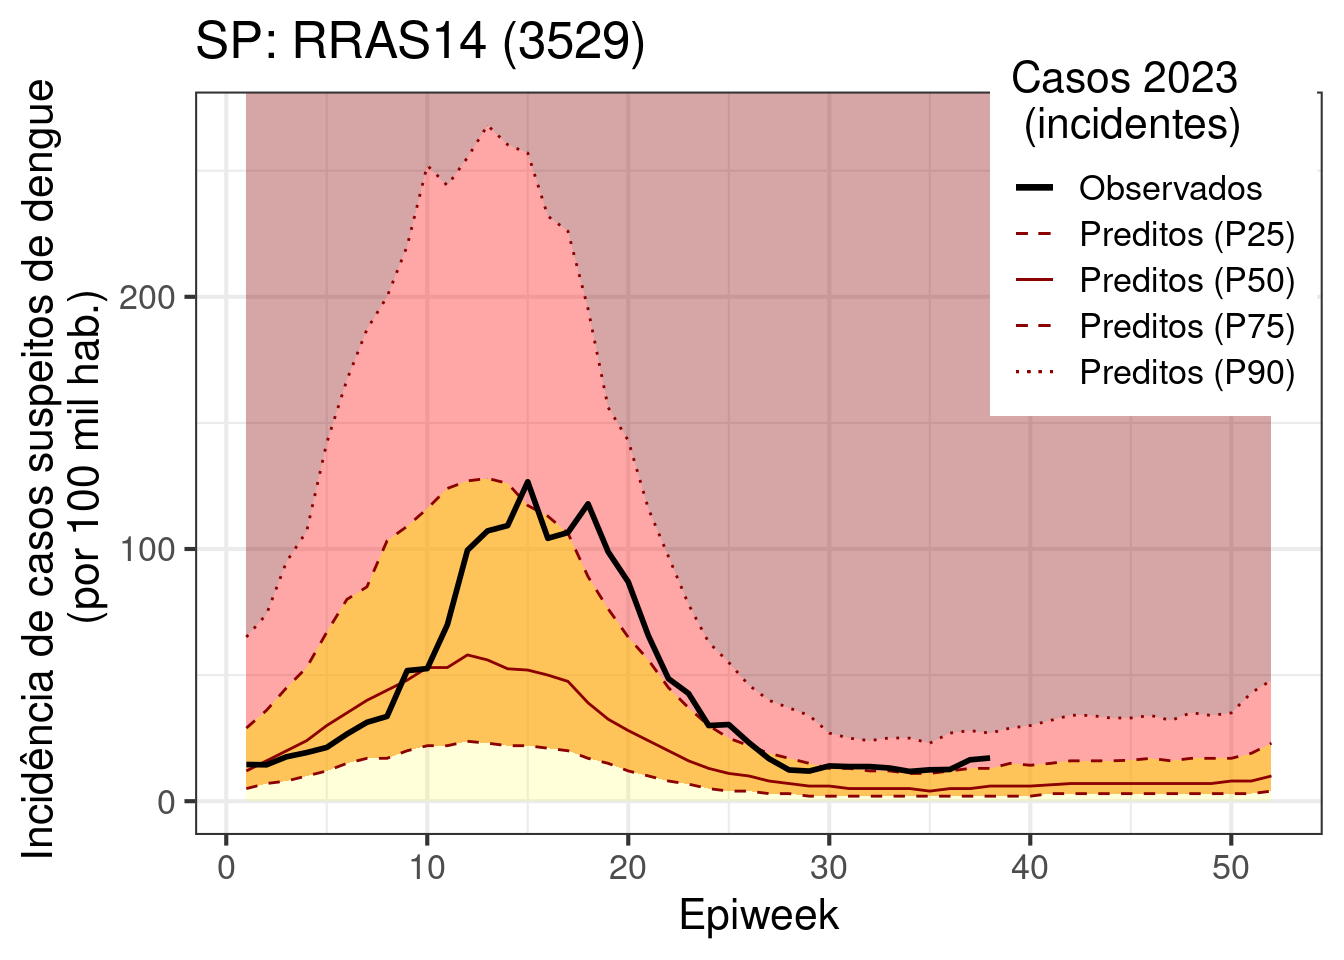 SP: RRAS14 (3529)
Casos 2023
(incidentes)
Observados
Preditos (P25)
Preditos (P50)
Preditos (P75)
Preditos (P90)
Incidência de casos suspeitos de dengue
(por 100 mil hab.)
200
100
0
0 10 20 30 40 50
Epiweek